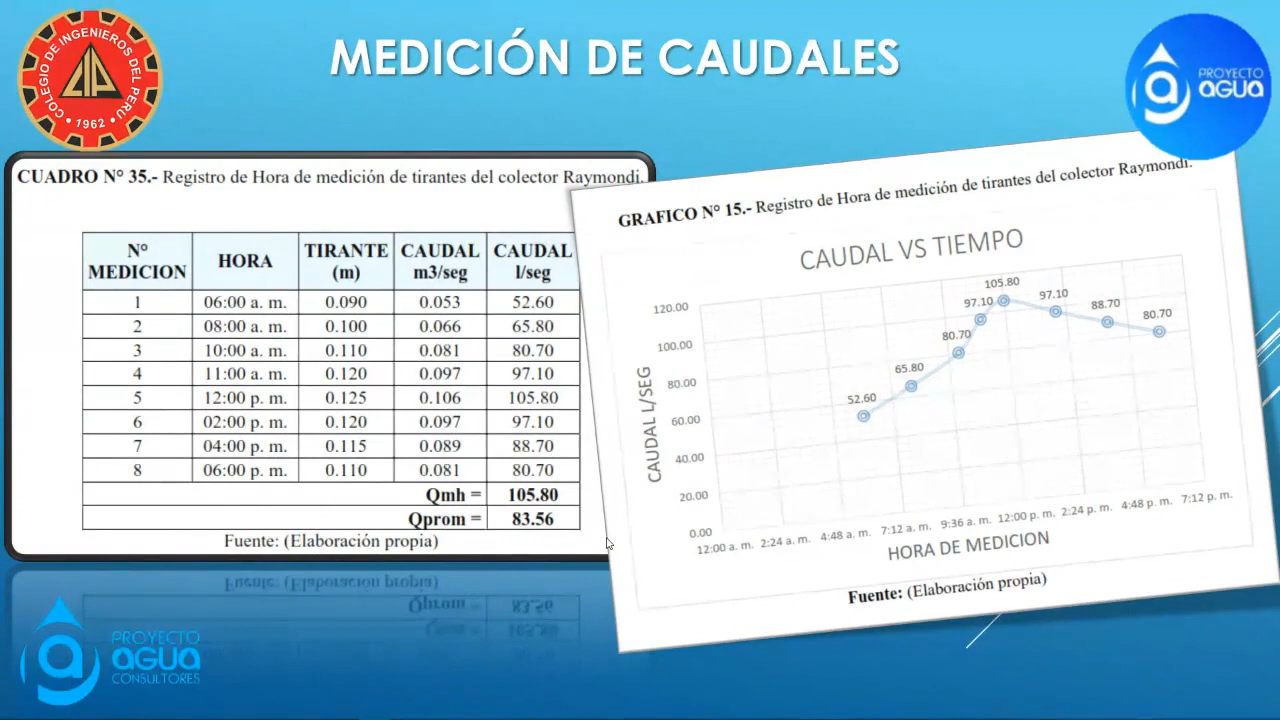 MEDICIÓN DE CAUDALES
COLEGIO DE INGENIEROS DEL PERU
• 1962 •
PROYECTO
AGUA
CUADRO N° 35.- Registro de Hora de medición de tirantes del colector Raymondi.
N° MEDICION HORA TIRANTE (m) CAUDAL m3/seg CAUDAL l/seg
1 06:00 a. m. 0.090 0.053 52.60
2 08:00 a. m. 0.100 0.066 65.80
3 10:00 a. m. 0.110 0.081 80.70
4 11:00 a. m. 0.120 0.097 97.10
5 12:00 p. m. 0.125 0.106 105.80
6 02:00 p. m. 0.120 0.097 97.10
7 04:00 p. m. 0.115 0.089 88.70
8 06:00 p. m. 0.110 0.081 80.70
Qmh = 105.80
Qprom = 83.56
Fuente: (Elaboración propia)
GRAFICO N° 15.- Registro de Hora de medición de tirantes del colector Raymondi.
CAUDAL VS TIEMPO
CAUDAL L/SEG
120.00
100.00
80.00
60.00
40.00
20.00
0.00
52.60
65.80
80.70
97.10
105.80
97.10
88.70
80.70
12:00 a. m. 2:24 a. m. 4:48 a. m. 7:12 a. m. 9:36 a. m. 12:00 p. m. 2:24 p. m. 4:48 p. m. 7:12 p. m.
HORA DE MEDICION
Fuente: (Elaboración propia)
PROYECTO
AGUA
CONSULTORES